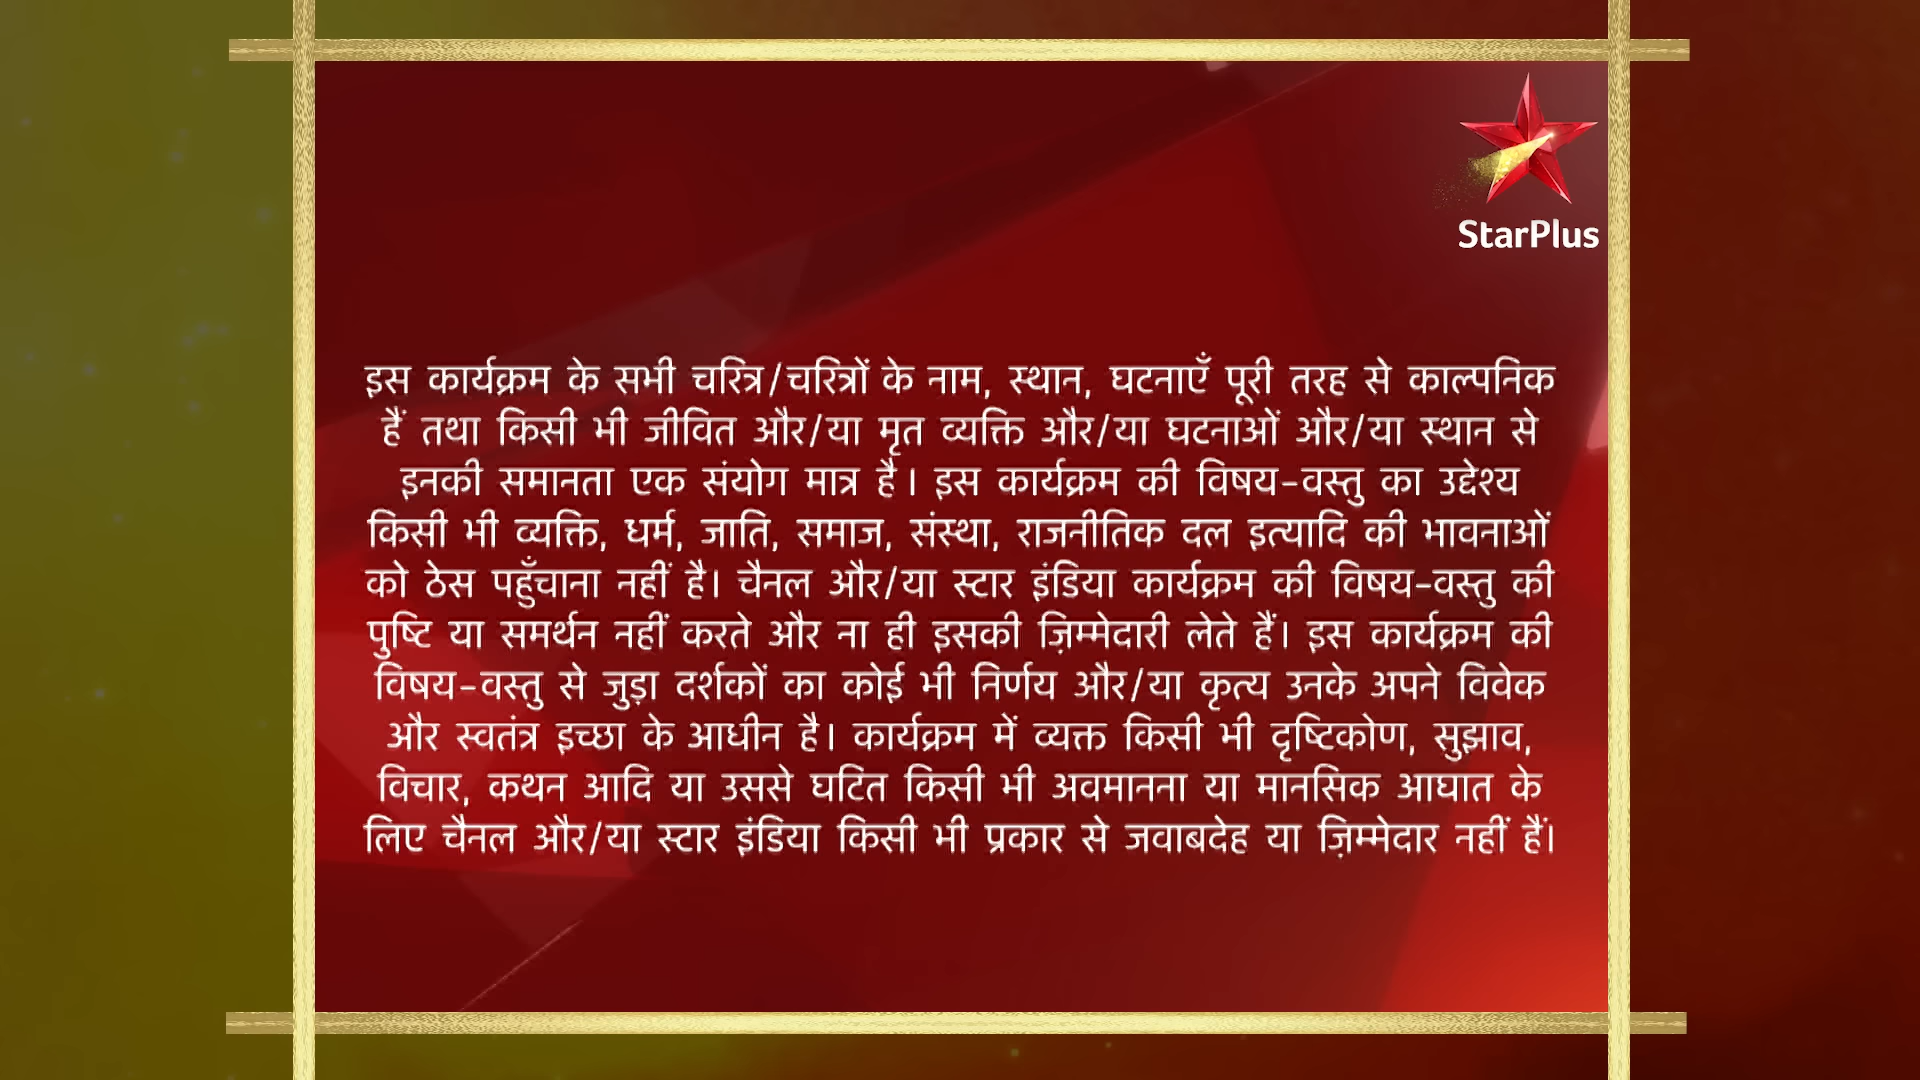 StarPlus
इस कार्यक्रम के सभी चरित्र/चरित्रों के नाम, स्थान, घटनाएँ पूरी तरह से काल्पनिक
हैं तथा किसी भी जीवित और/या मृत व्यक्ति और/या घटनाओं और/या स्थान से
इनकी समानता एक संयोग मात्र है। इस कार्यक्रम की विषय-वस्तु का उद्देश्य
किसी भी व्यक्ति, धर्म, जाति, समाज, संस्था, राजनीतिक दल इत्यादि की भावनाओं
को ठेस पहुँचाना नहीं है। चैनल और/या स्टार इंडिया कार्यक्रम की विषय-वस्तु की
पुष्टि या समर्थन नहीं करते और ना ही इसकी ज़िम्मेदारी लेते हैं। इस कार्यक्रम की
विषय-वस्तु से जुड़ा दर्शकों का कोई भी निर्णय और/या कृत्य उनके अपने विवेक
और स्वतंत्र इच्छा के आधीन है। कार्यक्रम में व्यक्त किसी भी दृष्टिकोण, सुझाव,
विचार, कथन आदि या उससे घटित किसी भी अवमानना या मानसिक आघात के
लिए चैनल और/या स्टार इंडिया किसी भी प्रकार से जवाबदेह या ज़िम्मेदार नहीं हैं।